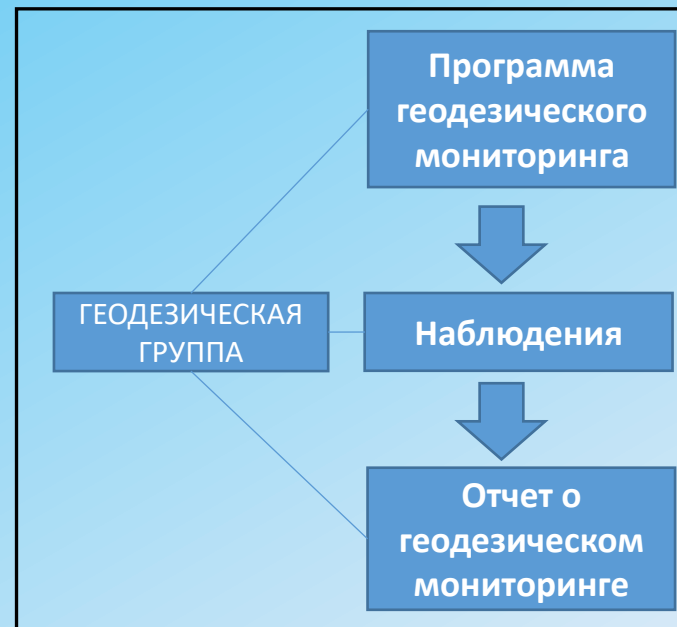 Программа
геодезического
мониторинга
ГЕОДЕЗИЧЕСКАЯ
ГРУППА
Наблюдения
Отчет о
геодезическом
мониторинге